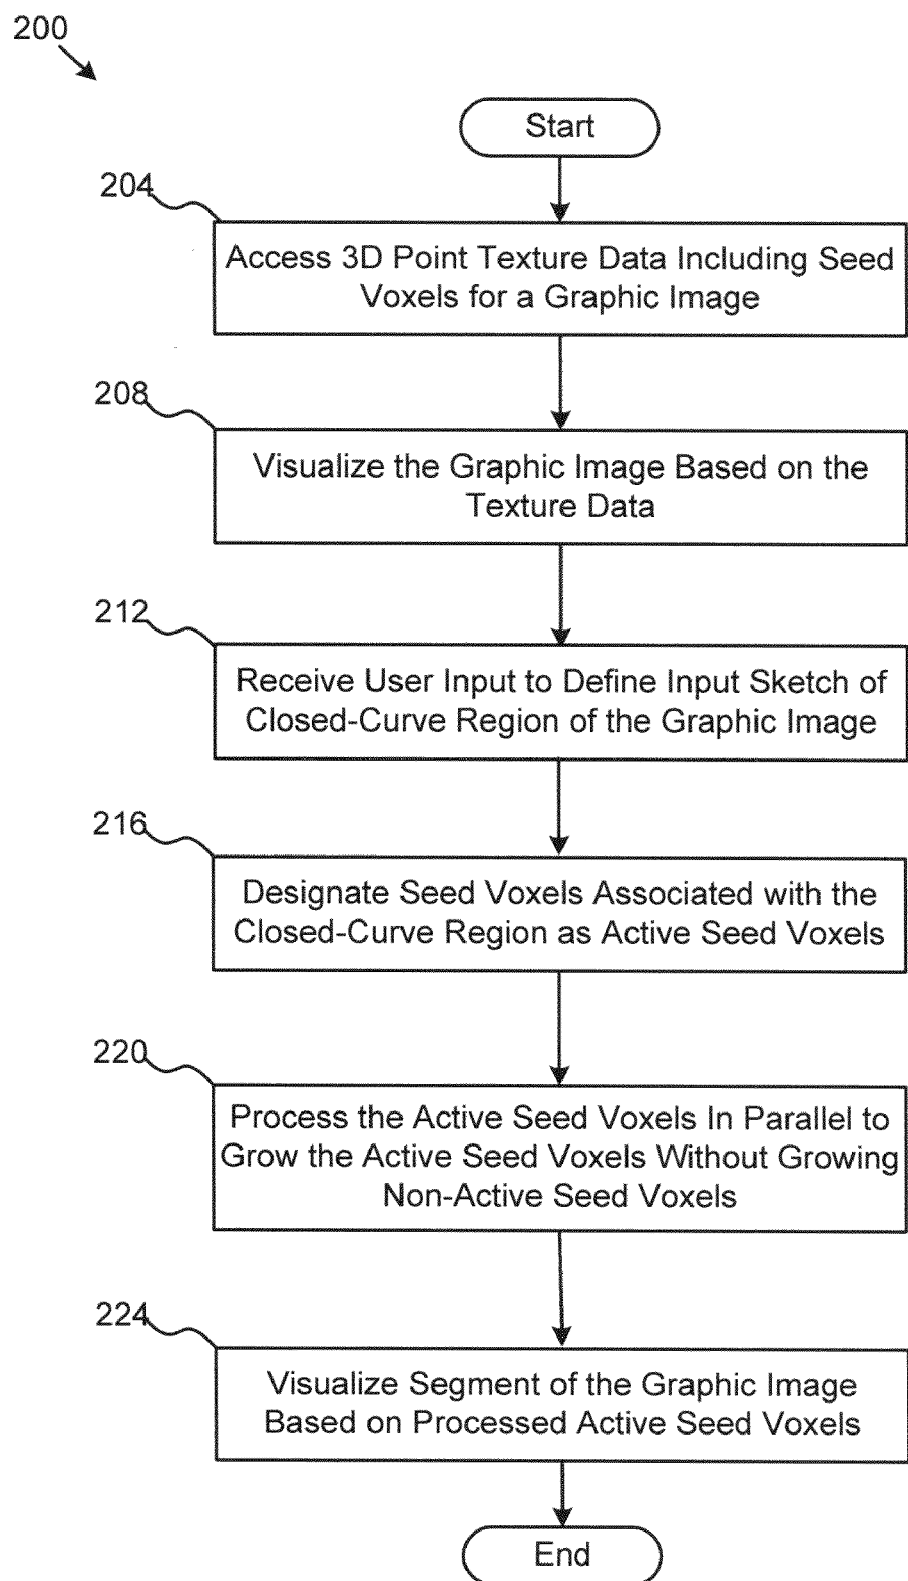 200
Start
204
Access 3D Point Texture Data Including Seed
Voxels for a Graphic Image
208
Visualize the Graphic Image Based on the
Texture Data
212
Receive User Input to Define Input Sketch of
Closed-Curve Region of the Graphic Image
216
Designate Seed Voxels Associated with the
Closed-Curve Region as Active Seed Voxels
220
Process the Active Seed Voxels In Parallel to
Grow the Active Seed Voxels Without Growing
Non-Active Seed Voxels
224
Visualize Segment of the Graphic Image
Based on Processed Active Seed Voxels
End